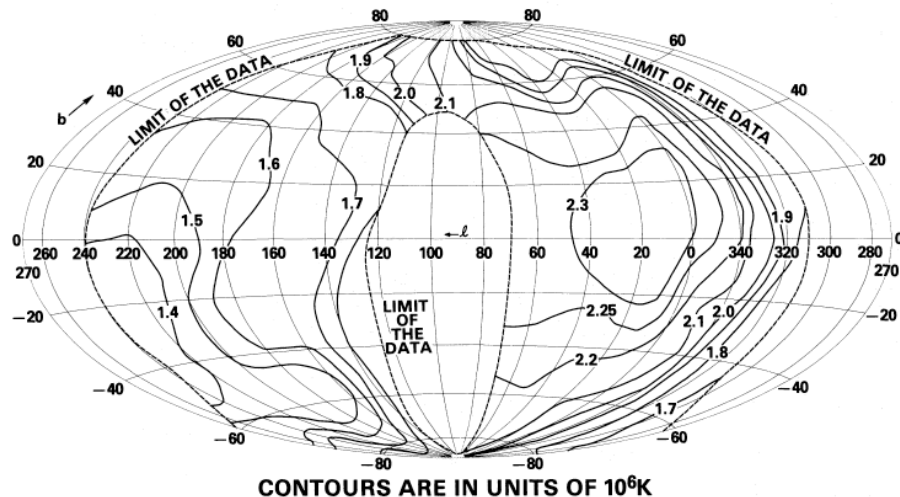 80 80
60 60
LIMIT OF THE DATA LIMIT OF THE DATA
1.9
1.8 2.0 2.1
40 40
b
20 20
1.6
1.7
2.3
1.5 1.9
←ℓ
0 0
260 240 220 200 180 160 140 120 100 80 60 40 20 0 340 320 300 280
270 270
1.4
LIMIT
OF
THE
DATA
2.25
2.1 2.0
−20 −20
2.2 1.8
−40 −40
1.7
−60 −60
−80 −80
CONTOURS ARE IN UNITS OF 10⁶K